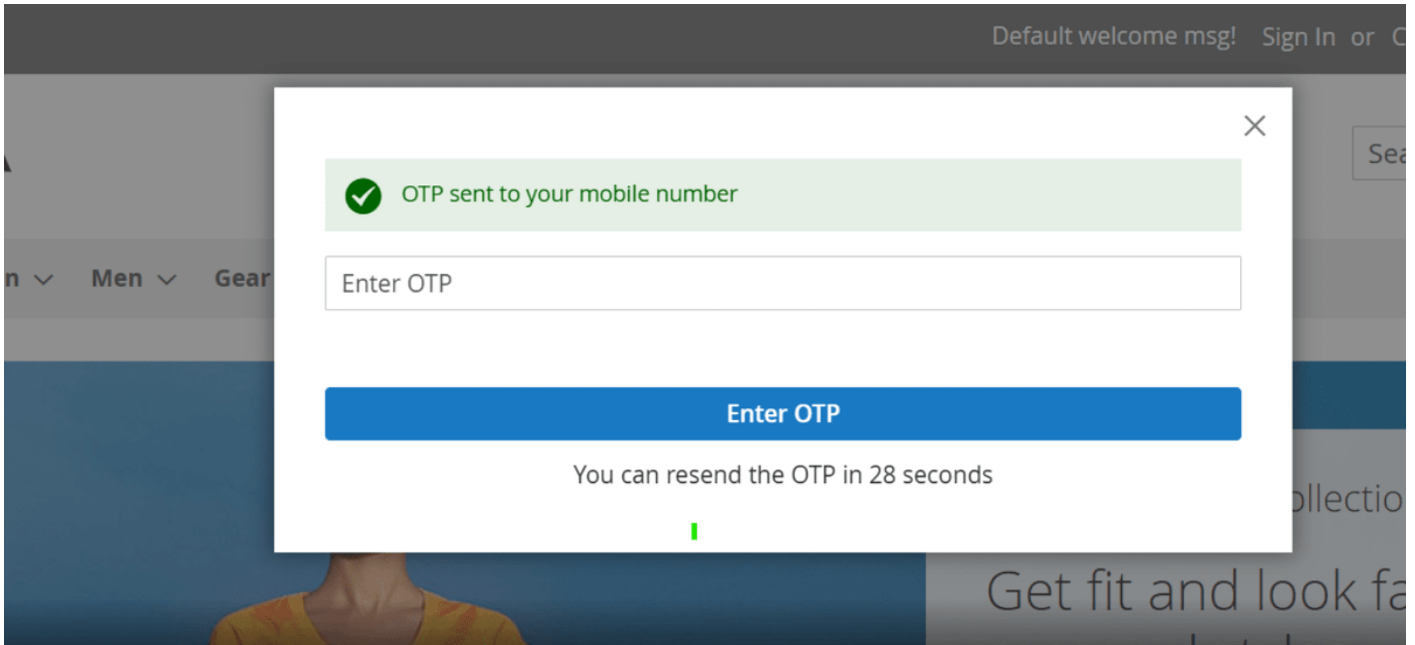 Default welcome msg! Sign In or
OTP sent to your mobile number
Men Gear
Enter OTP
Enter OTP
You can resend the OTP in 28 seconds
Get fit and look